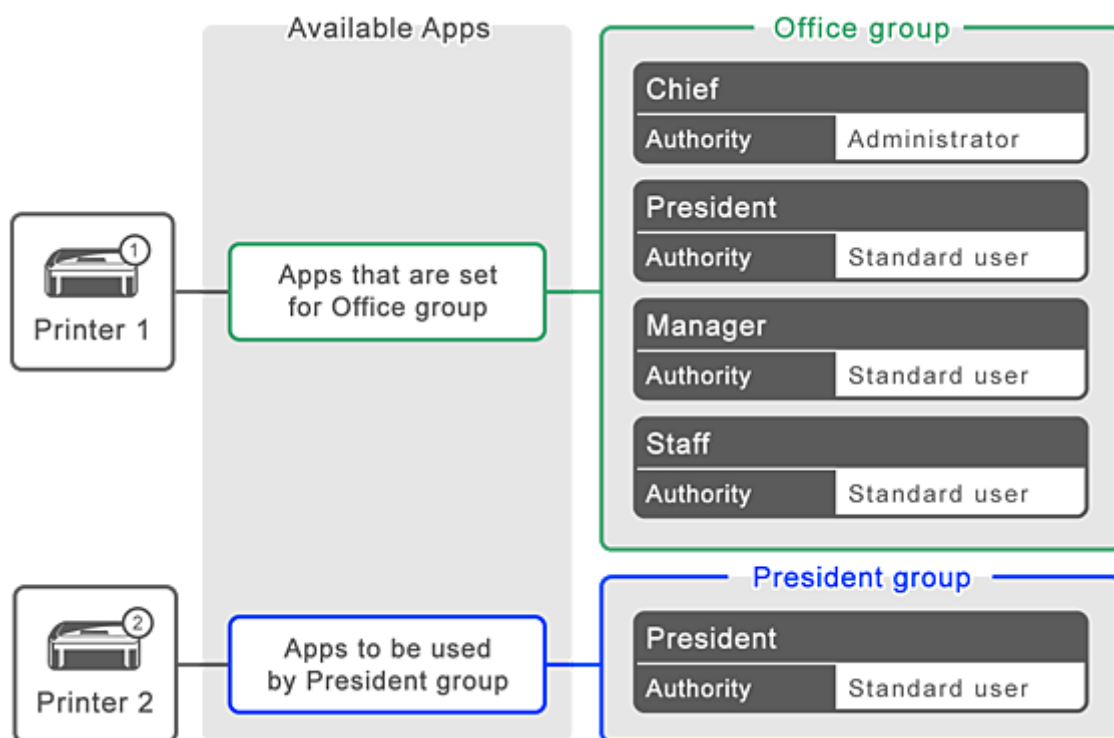 Available Apps
Office group
Chief
Authority Administrator
President
Authority Standard user
Manager
Authority Standard user
Staff
Authority Standard user
1
Printer 1
Apps that are set
for Office group
President group
President
Authority Standard user
2
Printer 2
Apps to be used
by President group